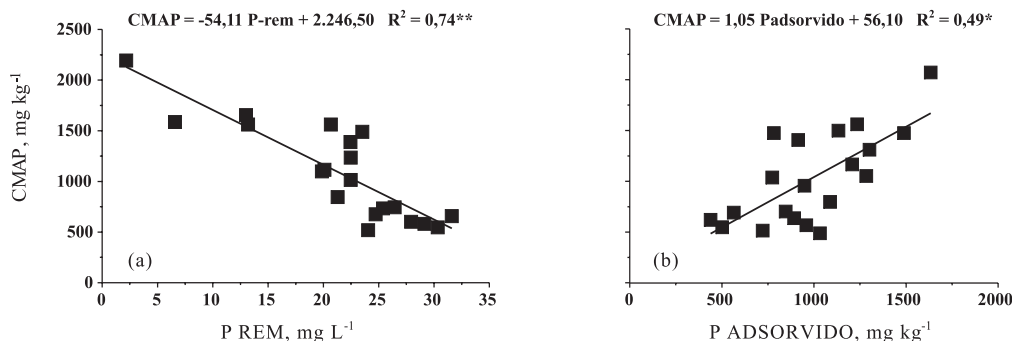 CMAP = -54,11 P-rem + 2.246,50 R² = 0,74**
2500
2000
1500
1000
500
0
CMAP, mg kg⁻¹
(a)
0 5 10 15 20 25 30 35
P REM, mg L⁻¹
CMAP = 1,05 Padsorvido + 56,10 R² = 0,49*
(b)
0 500 1000 1500 2000
P ADSORVIDO, mg kg⁻¹